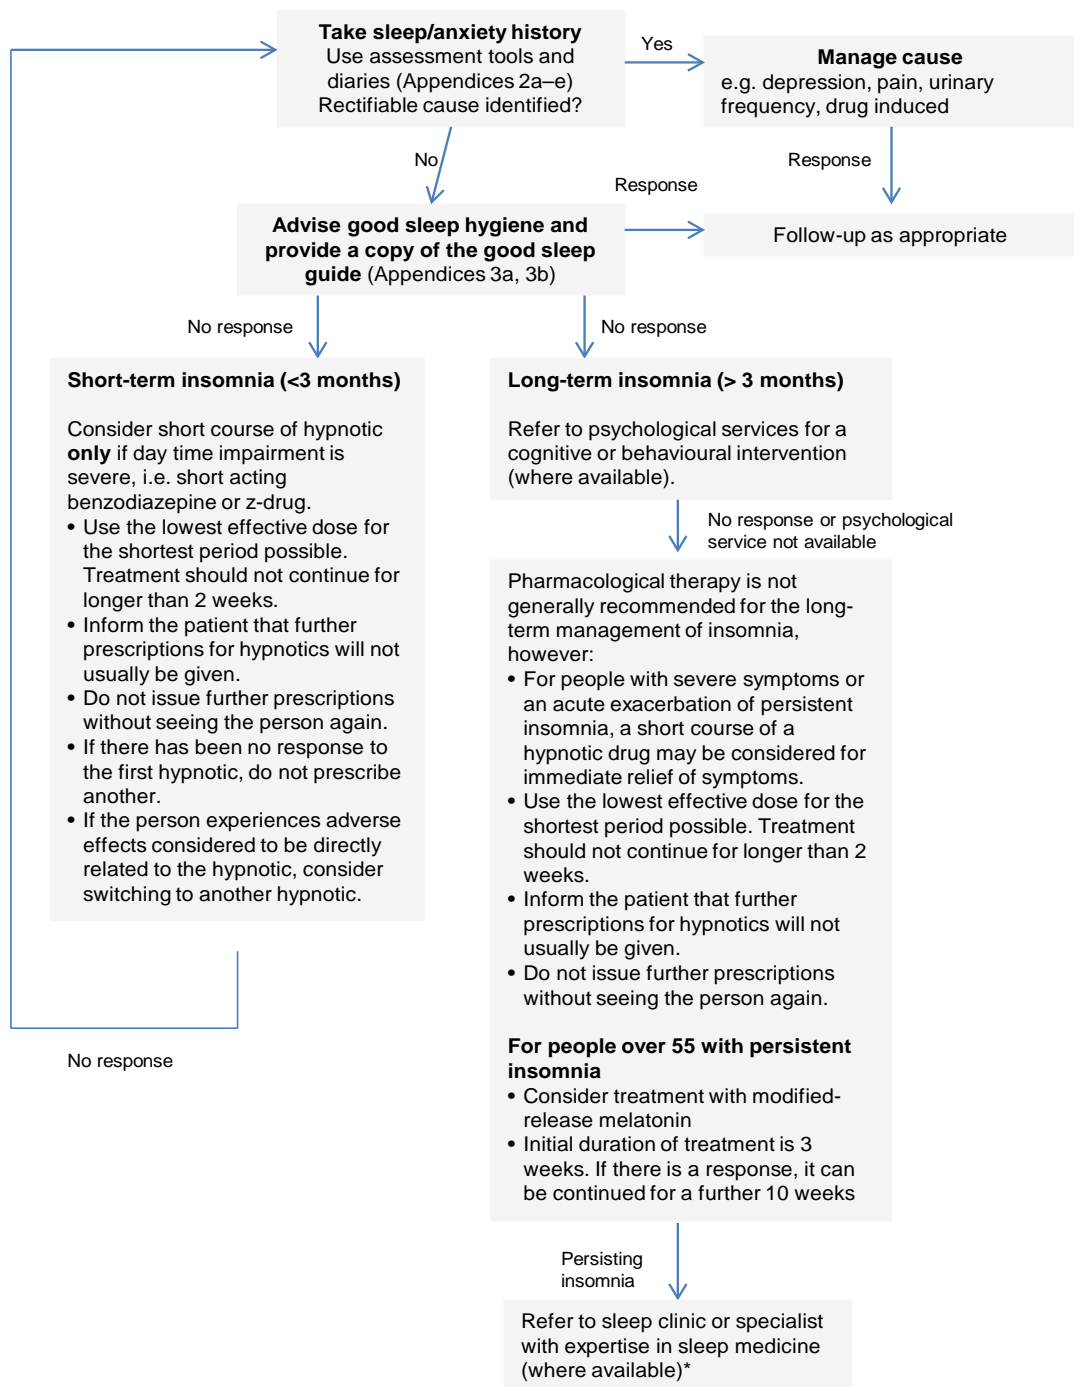 Take sleep/anxiety history
Use assessment tools and
diaries (Appendices 2a–e)
Rectifiable cause identified?
Yes
Manage cause
e.g. depression, pain, urinary
frequency, drug induced
No
Response
Response
Advise good sleep hygiene and
provide a copy of the good sleep
guide (Appendices 3a, 3b)
Follow-up as appropriate
No response
No response
Short-term insomnia (<3 months)
Consider short course of hypnotic
only if day time impairment is
severe, i.e. short acting
benzodiazepine or z-drug.
• Use the lowest effective dose for
the shortest period possible.
Treatment should not continue for
longer than 2 weeks.
• Inform the patient that further
prescriptions for hypnotics will not
usually be given.
• Do not issue further prescriptions
without seeing the person again.
• If there has been no response to
the first hypnotic, do not prescribe
another.
• If the person experiences adverse
effects considered to be directly
related to the hypnotic, consider
switching to another hypnotic.
No response
Long-term insomnia (> 3 months)
Refer to psychological services for a
cognitive or behavioural intervention
(where available).
No response or psychological
service not available
Pharmacological therapy is not
generally recommended for the long-
term management of insomnia,
however:
• For people with severe symptoms or
an acute exacerbation of persistent
insomnia, a short course of a
hypnotic drug may be considered for
immediate relief of symptoms.
• Use the lowest effective dose for the
shortest period possible. Treatment
should not continue for longer than 2
weeks.
• Inform the patient that further
prescriptions for hypnotics will not
usually be given.
• Do not issue further prescriptions
without seeing the person again.
For people over 55 with persistent
insomnia
• Consider treatment with modified-
release melatonin
• Initial duration of treatment is 3
weeks. If there is a response, it can
be continued for a further 10 weeks
Persisting
insomnia
Refer to sleep clinic or specialist
with expertise in sleep medicine
(where available)*